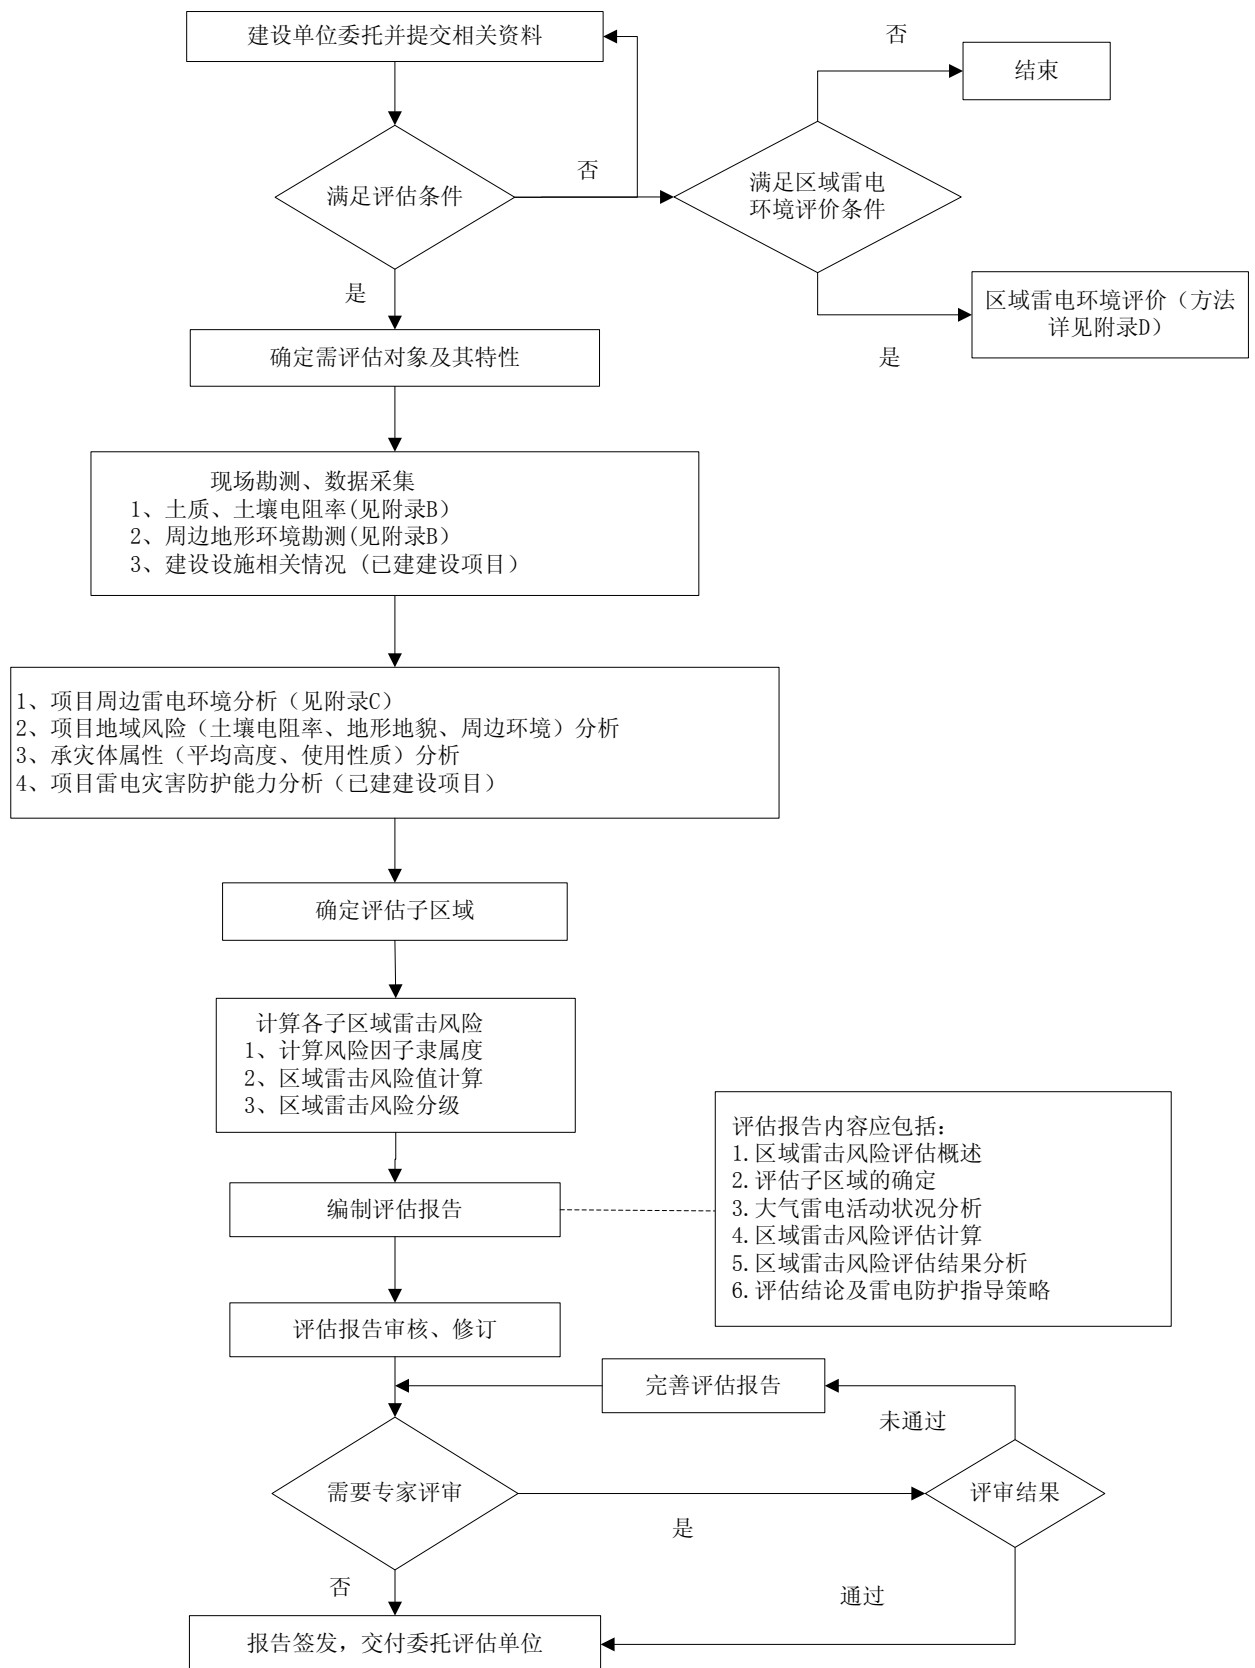 建设单位委托并提交相关资料
否
结束
满足评估条件
否
满足区域雷电
环境评价条件
是
区域雷电环境评价（方法
详见附录D）
是
确定需评估对象及其特性
现场勘测、数据采集
1、土质、土壤电阻率(见附录B）
2、周边地形环境勘测(见附录B）
3、建设设施相关情况 (已建建设项目）
1、项目周边雷电环境分析（见附录C）
2、项目地域风险（土壤电阻率、地形地貌、周边环境）分析
3、承灾体属性（平均高度、使用性质）分析
4、项目雷电灾害防护能力分析（已建建设项目）
确定评估子区域
计算各子区域雷击风险
1、计算风险因子隶属度
2、区域雷击风险值计算
3、区域雷击风险分级
评估报告内容应包括：
1.区域雷击风险评估概述
2.评估子区域的确定
3.大气雷电活动状况分析
4.区域雷击风险评估计算
5.区域雷击风险评估结果分析
6.评估结论及雷电防护指导策略
编制评估报告
评估报告审核、修订
完善评估报告
未通过
需要专家评审
评审结果
是
否
通过
报告签发，交付委托评估单位